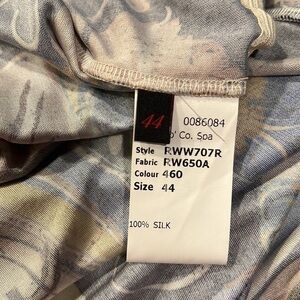 44
0086084
o' Co. Spa
Style RWW707R
Fabric RW650A
Colour 460
Size 44
100% SILK